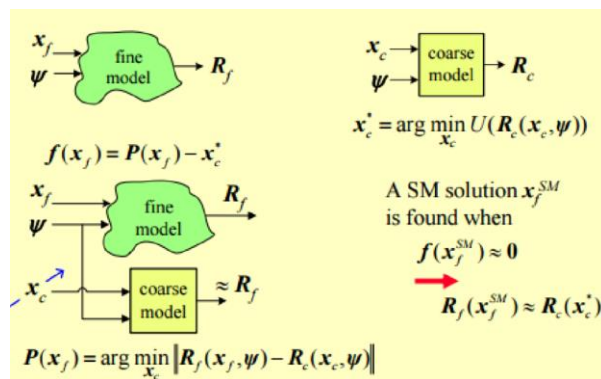 x_f
ψ
fine
model
R_f
x_c
ψ
coarse
model
R_c
x_c^* = arg min_{x_c} U(R_c(x_c,ψ))
f(x_f) = P(x_f) − x_c^*
x_f
ψ
fine
model
R_f
x_c
coarse
model
≈ R_f
P(x_f) = arg min_{x_c} ‖R_f(x_f,ψ) − R_c(x_c,ψ)‖
A SM solution x_f^{SM}
is found when
f(x_f^{SM}) ≈ 0
R_f(x_f^{SM}) ≈ R_c(x_c^*)